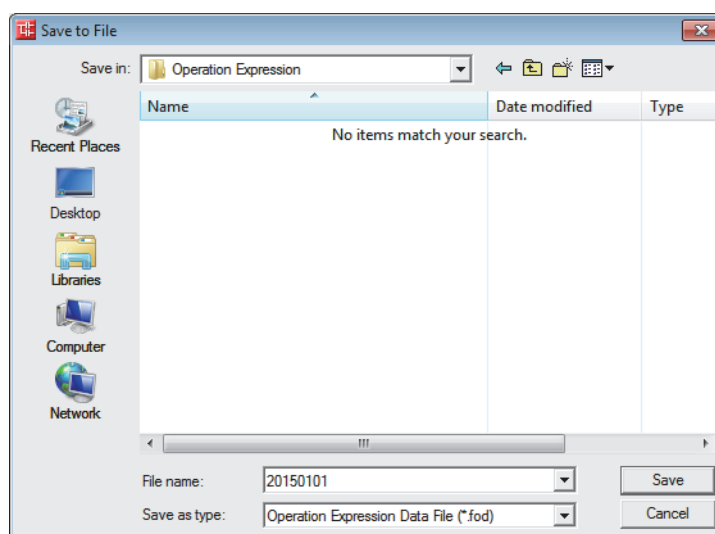 Save to File
Save in: Operation Expression
Name Date modified Type
No items match your search.
Recent Places
Desktop
Libraries
Computer
Network
File name: 20150101 Save
Save as type: Operation Expression Data File (*.fod) Cancel